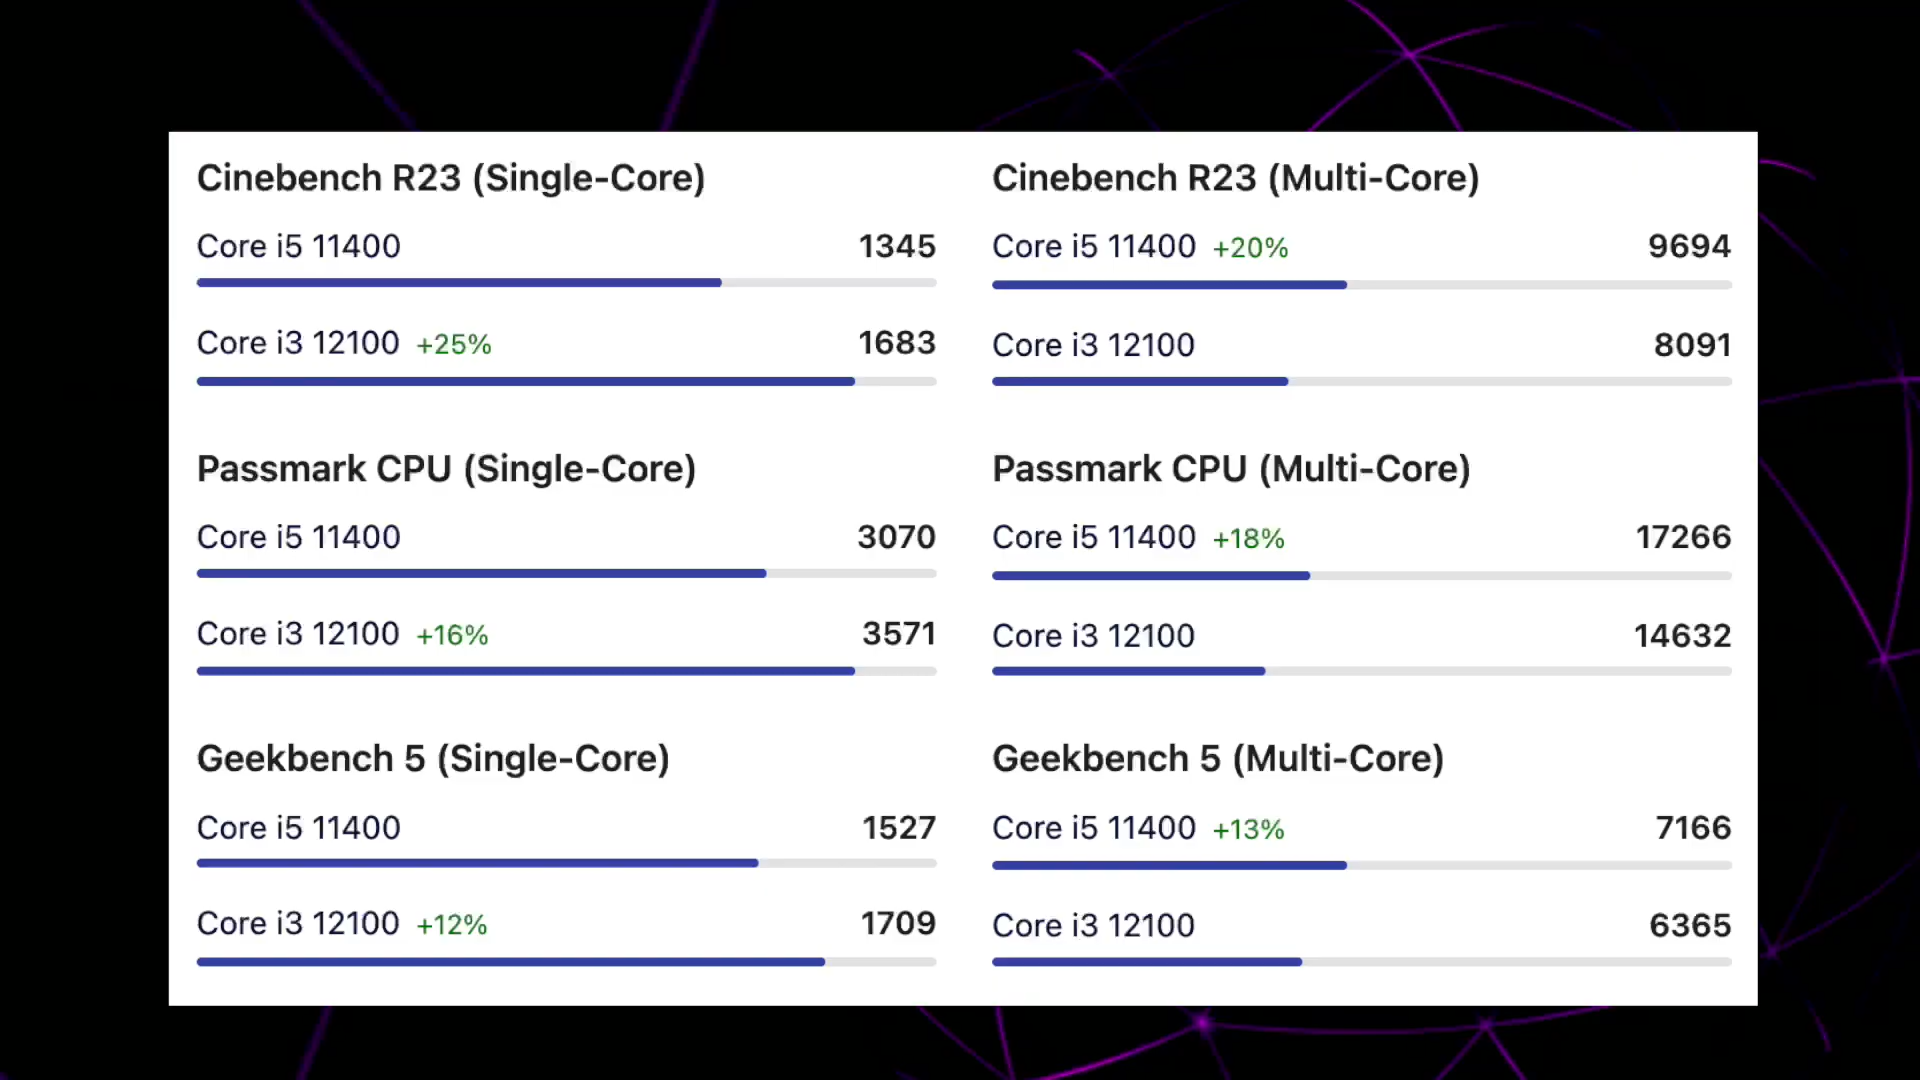 Cinebench R23 (Single-Core)
Core i5 11400 1345
Core i3 12100 +25% 1683
Passmark CPU (Single-Core)
Core i5 11400 3070
Core i3 12100 +16% 3571
Geekbench 5 (Single-Core)
Core i5 11400 1527
Core i3 12100 +12% 1709
Cinebench R23 (Multi-Core)
Core i5 11400 +20% 9694
Core i3 12100 8091
Passmark CPU (Multi-Core)
Core i5 11400 +18% 17266
Core i3 12100 14632
Geekbench 5 (Multi-Core)
Core i5 11400 +13% 7166
Core i3 12100 6365